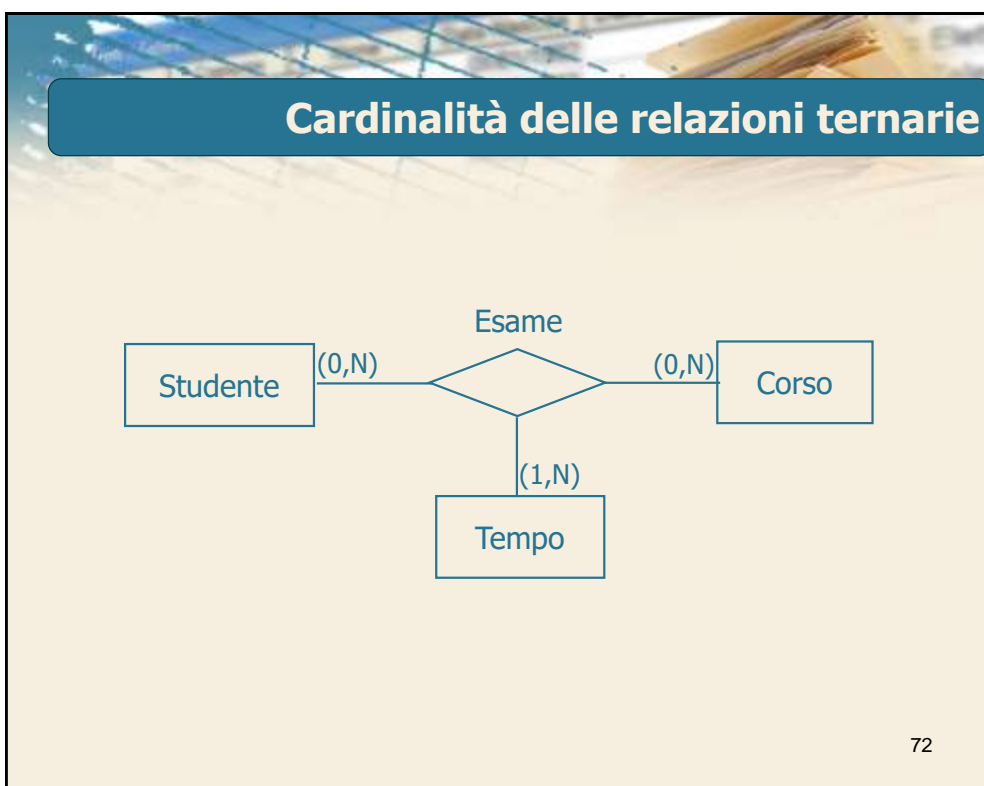 Cardinalità delle relazioni ternarie
Esame
Studente
(0,N)
(0,N)
Corso
(1,N)
Tempo
72